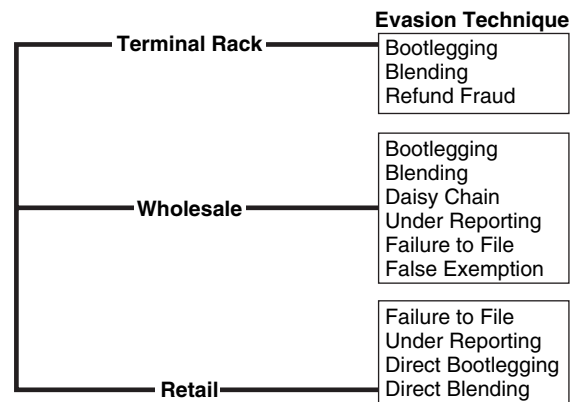 Evasion Technique
Terminal Rack
Bootlegging
Blending
Refund Fraud
Wholesale
Bootlegging
Blending
Daisy Chain
Under Reporting
Failure to File
False Exemption
Retail
Failure to File
Under Reporting
Direct Bootlegging
Direct Blending